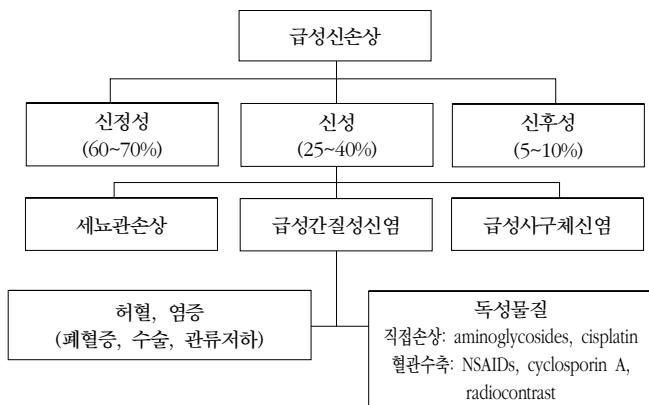 급성신손상
신정성
(60~70%)
신성
(25~40%)
신후성
(5~10%)
세뇨관손상
급성간질성신염
급성사구체신염
허혈, 염증
(패혈증, 수술, 관류저하)
독성물질
직접손상: aminoglycosides, cisplatin
혈관수축: NSAIDs, cyclosporin A,
radiocontrast